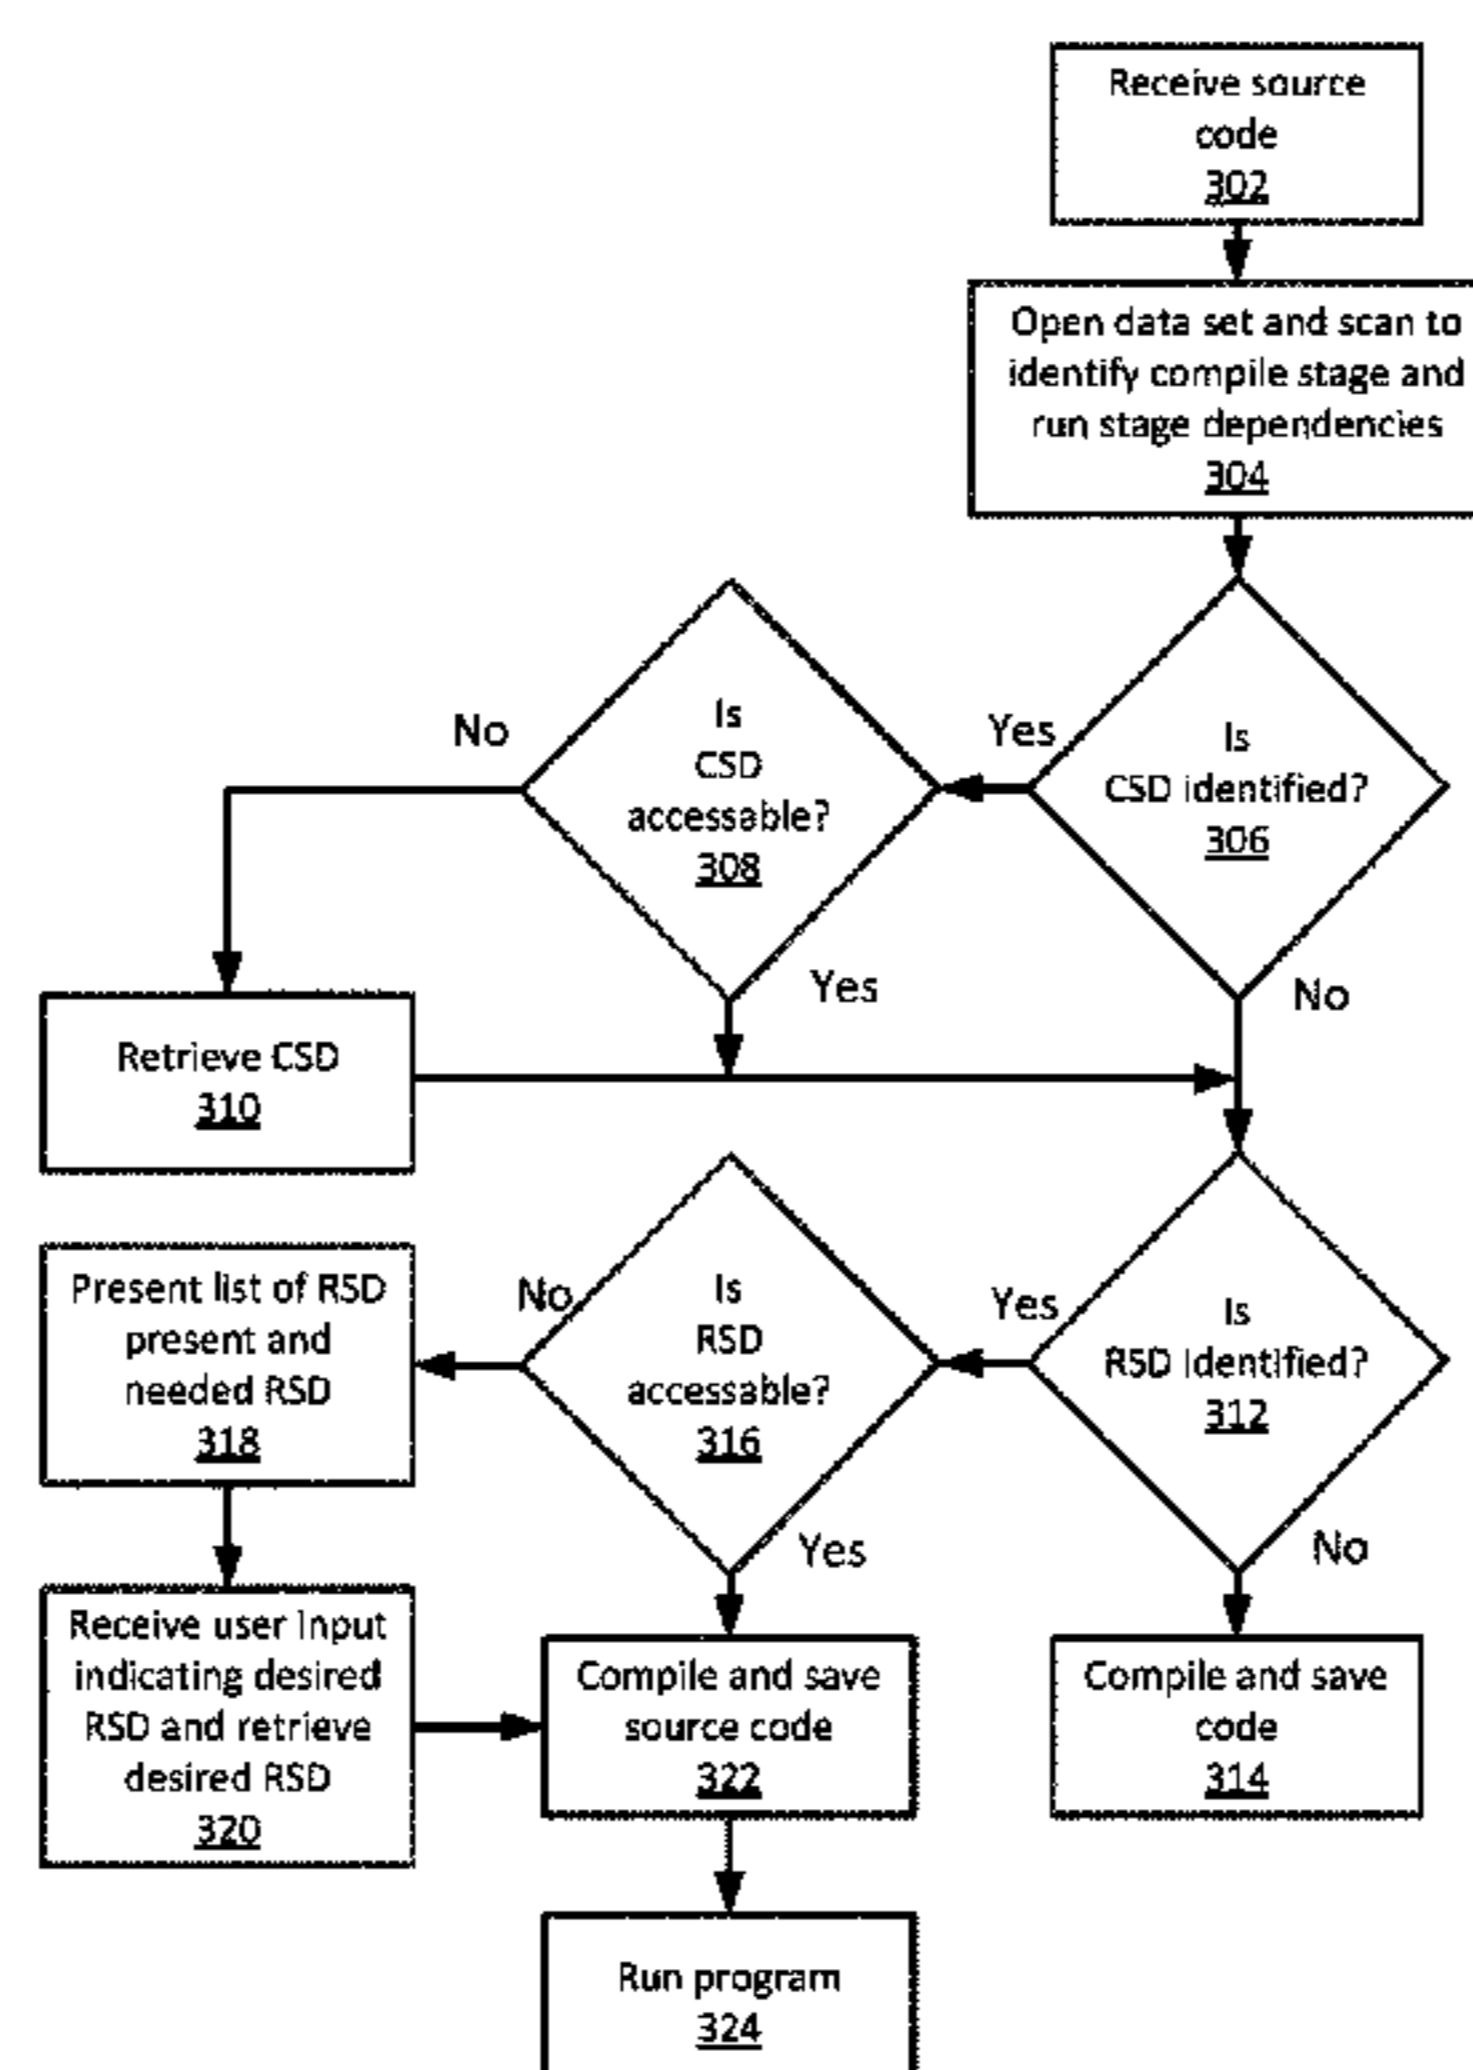 Receive source
code
302
Open data set and scan to
identify compile stage and
run stage dependencies
304
Is
CSD identified?
306
Yes
No
Is
CSD
accessable?
308
No
Yes
Retrieve CSD
310
Is
RSD identified?
312
Yes
No
Is
RSD
accessable?
316
No
Yes
Present list of RSD
present and
needed RSD
318
Receive user input
indicating desired
RSD and retrieve
desired RSD
320
Compile and save
source code
322
Compile and save
code
314
Run program
324